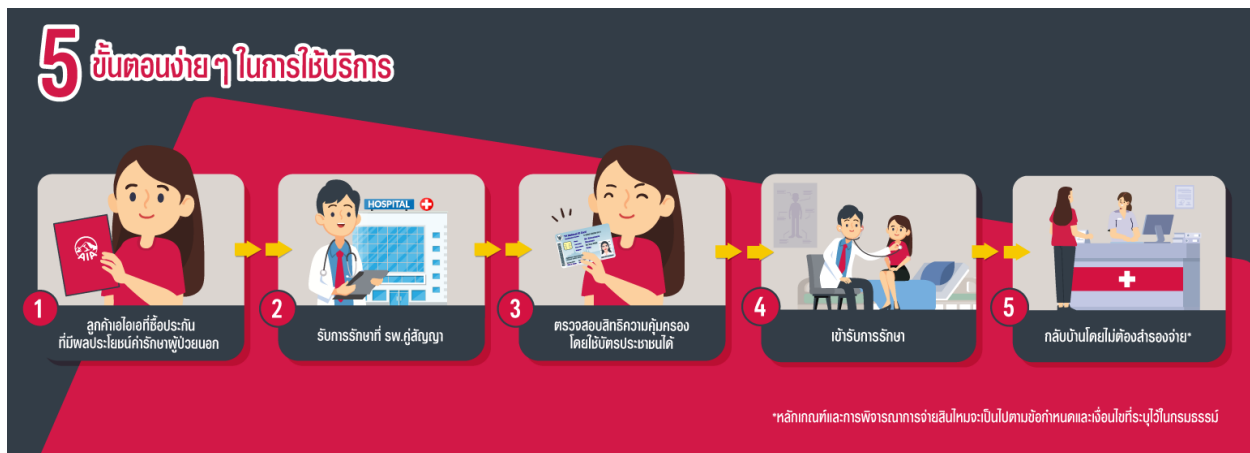 5 ขั้นตอนง่าย ๆ ในการใช้บริการ
AIA
HOSPITAL
1
ลูกค้าเอไอเอที่ซื้อประกัน
ที่มีผลประโยชน์ค่ารักษาผู้ป่วยนอก
2
รับการรักษาที่ รพ.คู่สัญญา
3
ตรวจสอบสิทธิความคุ้มครอง
โดยใช้บัตรประชาชนได้
4
เข้ารับการรักษา
5
กลับบ้านโดยไม่ต้องสำรองจ่าย*
*หลักเกณฑ์และการพิจารณาการจ่ายสินไหมจะเป็นไปตามข้อกำหนดและเงื่อนไขที่ระบุไว้ในกรมธรรม์